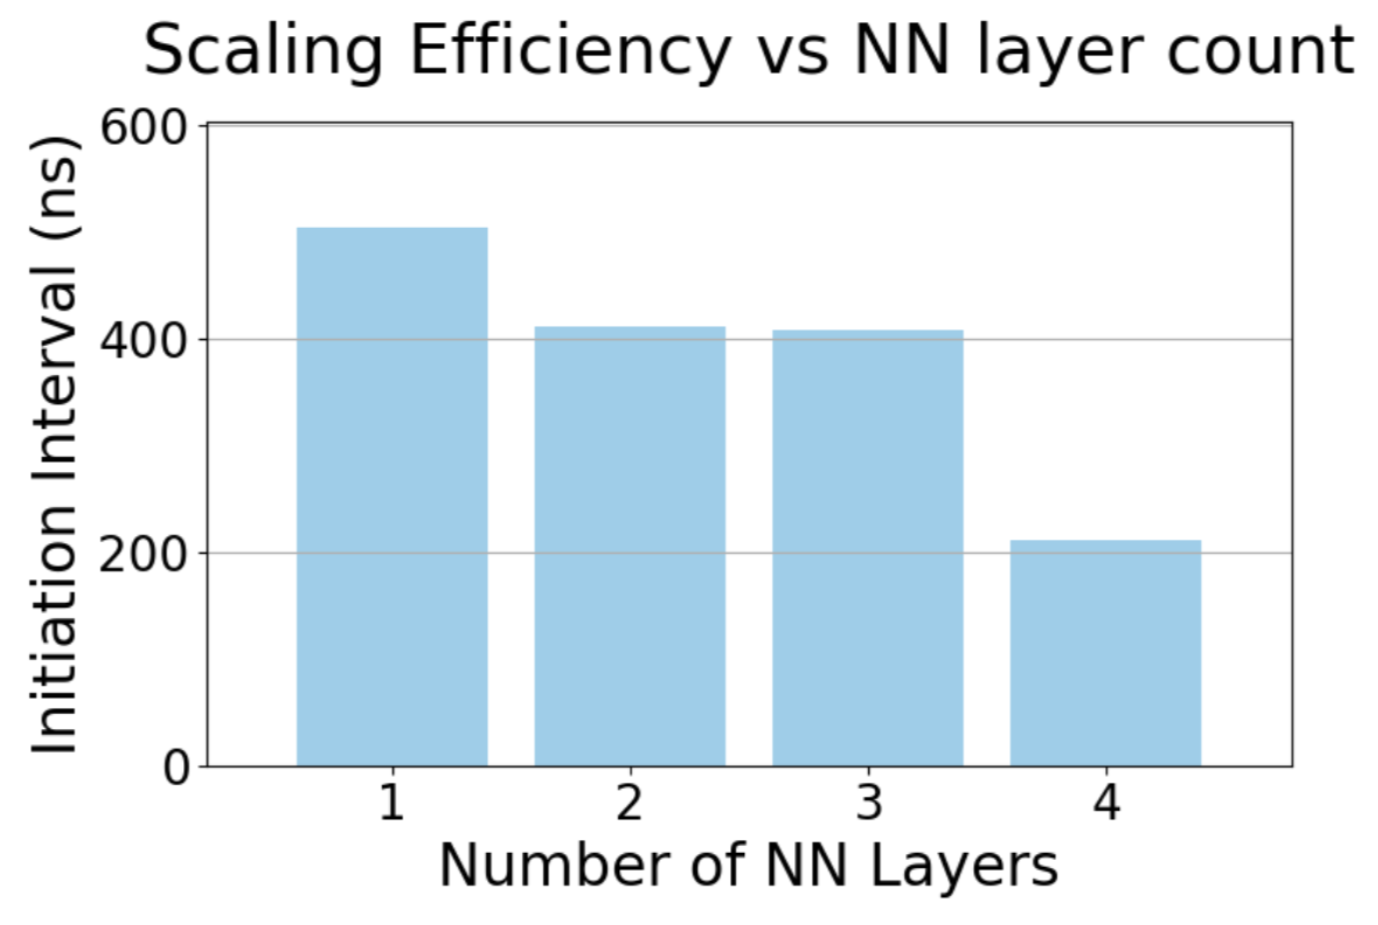 Scaling Efficiency vs NN layer count
600
400
200
0
Initiation Interval (ns)
1 2 3 4
Number of NN Layers